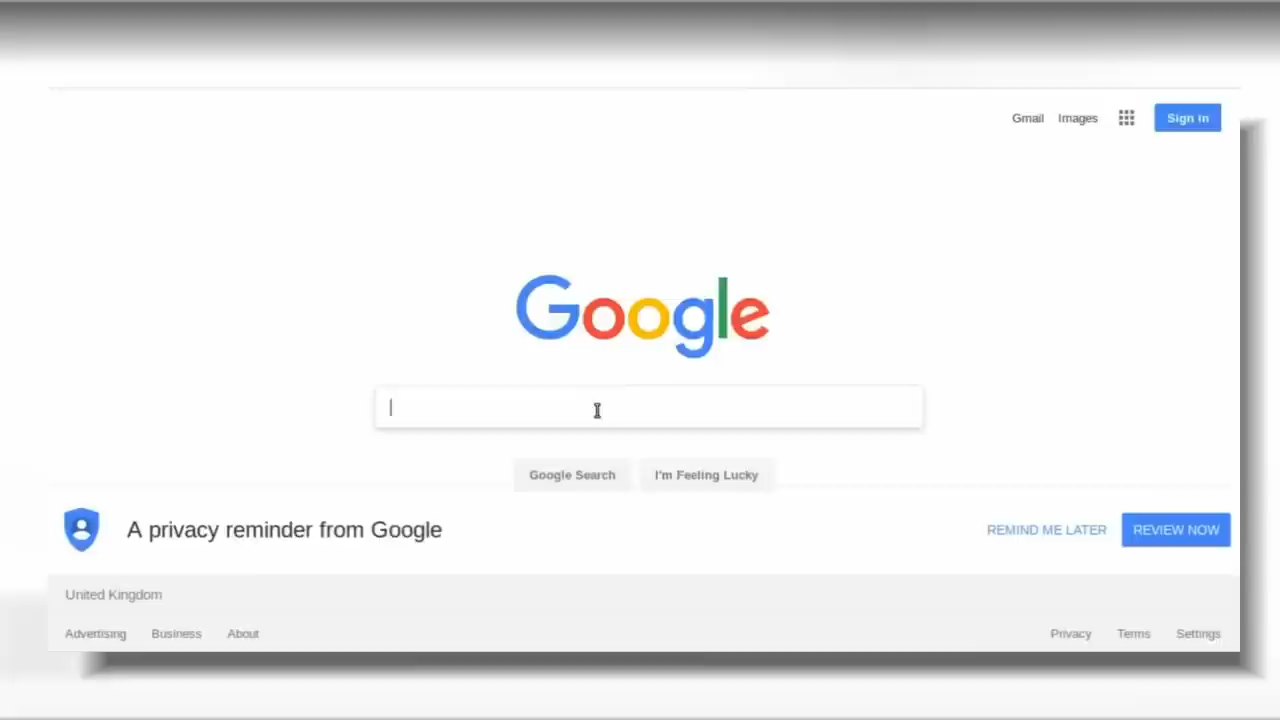 Gmail Images Sign in
Google
Google Search I'm Feeling Lucky
A privacy reminder from Google REMIND ME LATER REVIEW NOW
United Kingdom
Advertising Business About Privacy Terms Settings